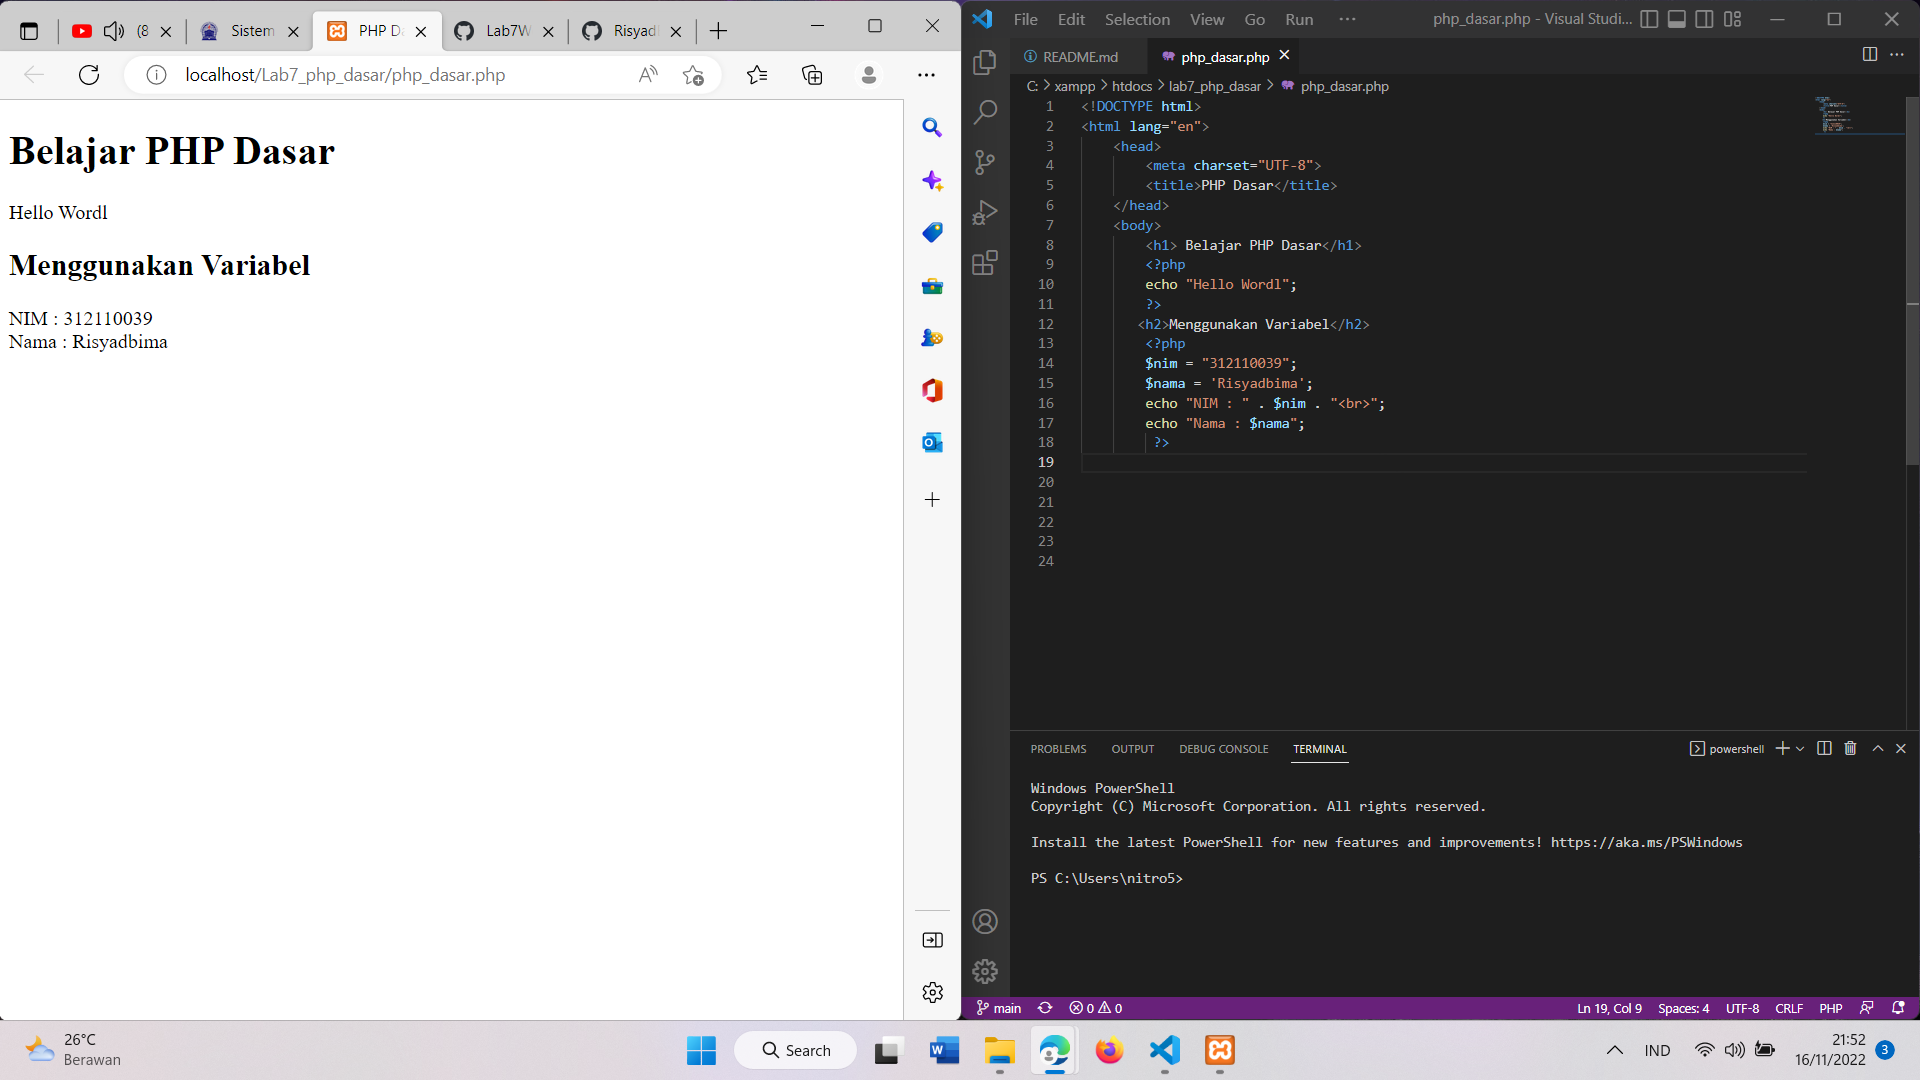 (8
Sistem
PHP D
Lab7W
Risyad
localhost/Lab7_php_dasar/php_dasar.php
Belajar PHP Dasar
Hello Wordl
Menggunakan Variabel
NIM : 312110039
Nama : Risyadbima
File Edit Selection View Go Run ··· php_dasar.php - Visual Studi...
README.md
php_dasar.php
C: > xampp > htdocs > lab7_php_dasar > php_dasar.php
1 <!DOCTYPE html>
2 <html lang="en">
3 <head>
4 <meta charset="UTF-8">
5 <title>PHP Dasar</title>
6 </head>
7 <body>
8 <h1> Belajar PHP Dasar</h1>
9 <?php
10 echo "Hello Wordl";
11 ?>
12 <h2>Menggunakan Variabel</h2>
13 <?php
14 $nim = "312110039";
15 $nama = 'Risyadbima';
16 echo "NIM : " . $nim . "<br>";
17 echo "Nama : $nama";
18 ?>
19
20
21
22
23
24
PROBLEMS OUTPUT DEBUG CONSOLE TERMINAL powershell
Windows PowerShell
Copyright (C) Microsoft Corporation. All rights reserved.
Install the latest PowerShell for new features and improvements! https://aka.ms/PSWindows
PS C:\Users\nitro5>
main 0 0 Ln 19, Col 9 Spaces: 4 UTF-8 CRLF PHP
26°C
Berawan
Search
IND
21:52
16/11/2022
3